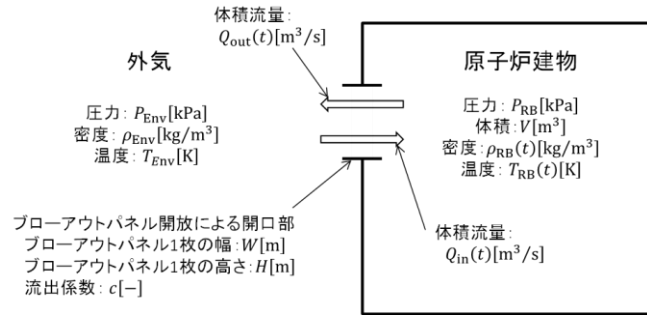 体積流量:
Q_out(t)[m³/s]
外気
圧力: P_Env[kPa]
密度: ρ_Env[kg/m³]
温度: T_Env[K]
原子炉建物
圧力: P_RB[kPa]
体積: V[m³]
密度: ρ_RB(t)[kg/m³]
温度: T_RB(t)[K]
ブローアウトパネル開放による開口部
ブローアウトパネル1枚の幅: W[m]
ブローアウトパネル1枚の高さ: H[m]
流出係数: c[−]
体積流量:
Q_in(t)[m³/s]